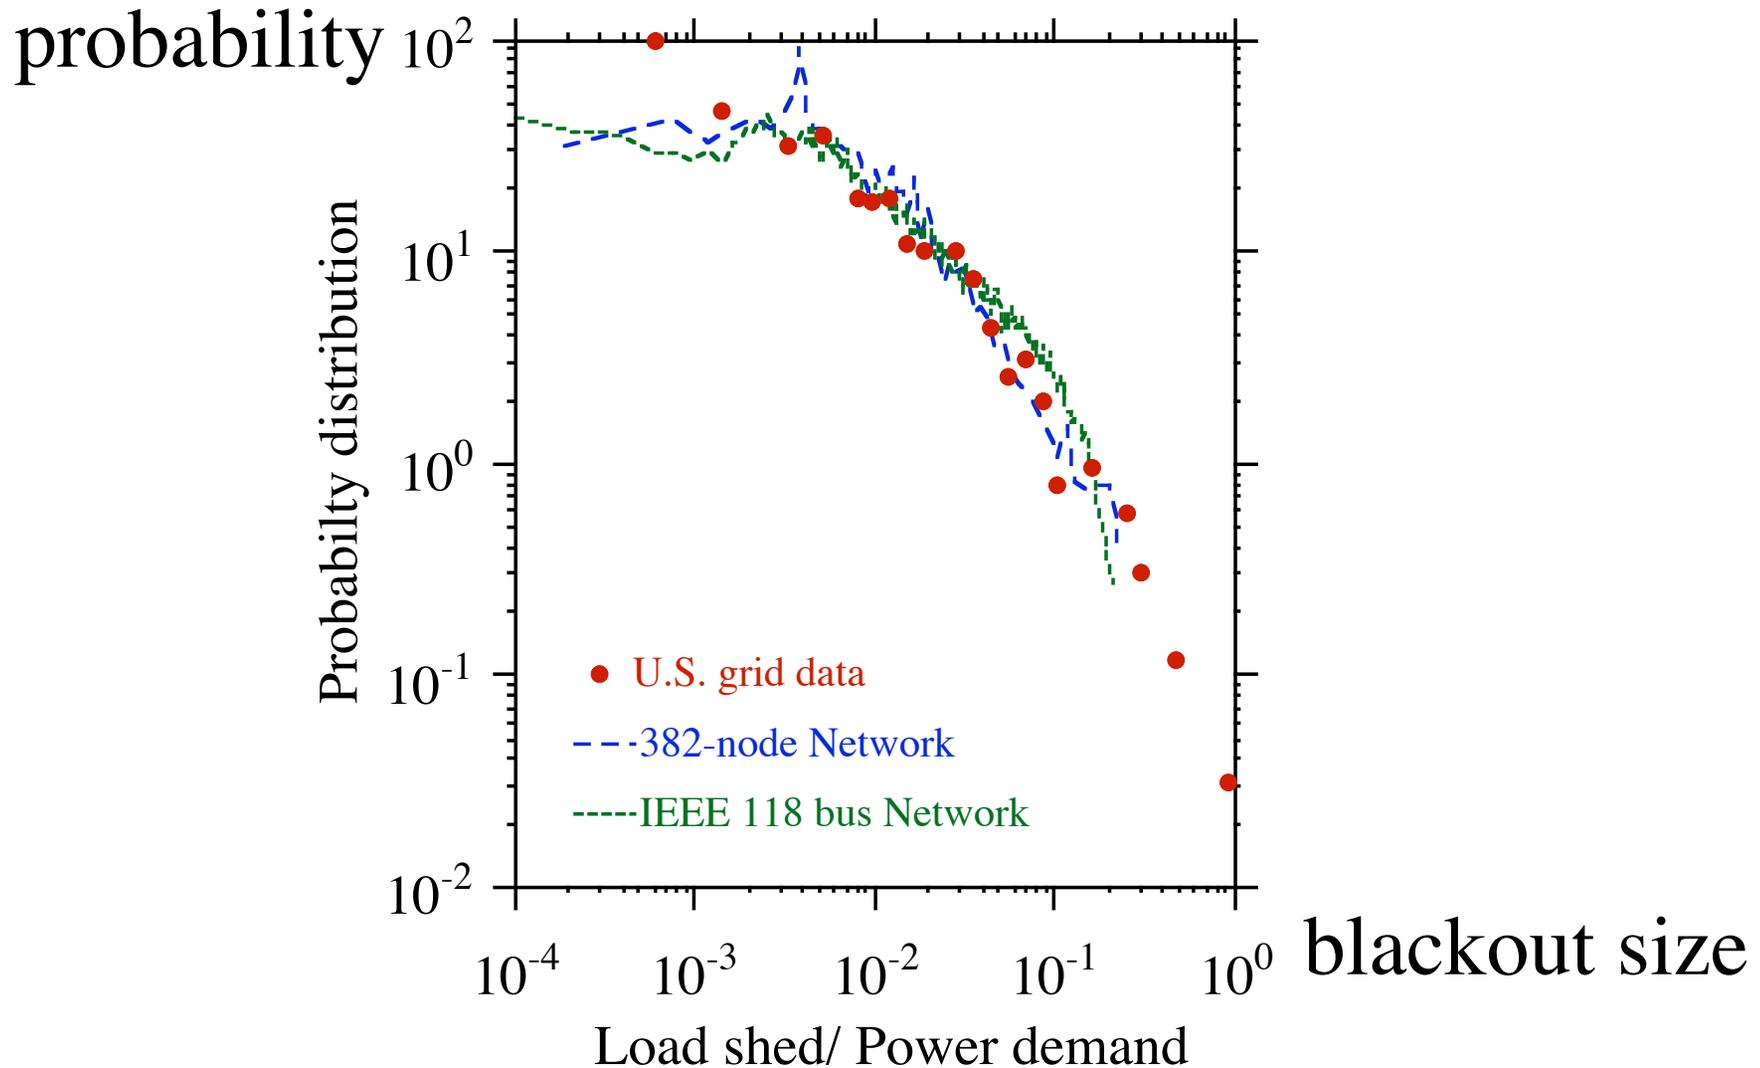 probability
10^2
10^1
10^0
10^-1
10^-2
Probabilty distribution
U.S. grid data
382-node Network
IEEE 118 bus Network
10^-4 10^-3 10^-2 10^-1 10^0
blackout size
Load shed/ Power demand